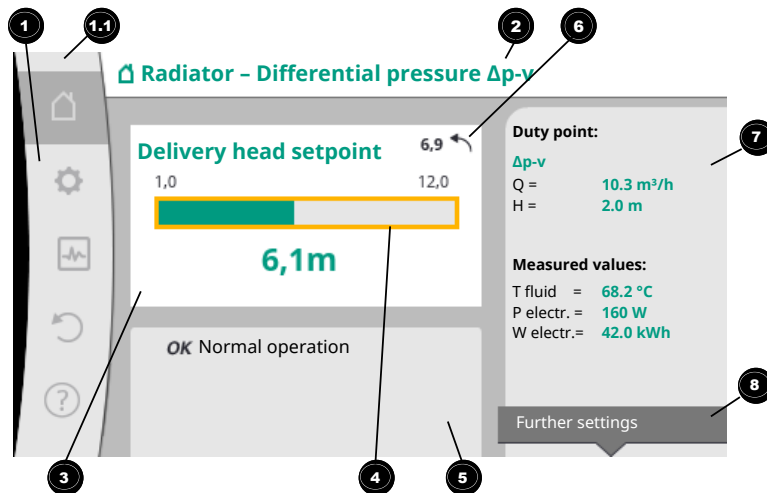 1
1.1
2
6
Radiator – Differential pressure Δp-v
Delivery head setpoint
6,9
1,0
12,0
6,1m
OK Normal operation
Duty point:
Δp-v
Q = 10.3 m³/h
H = 2.0 m
7
Measured values:
T fluid = 68.2 °C
P electr. = 160 W
W electr.= 42.0 kWh
8
Further settings
?
3
4
5